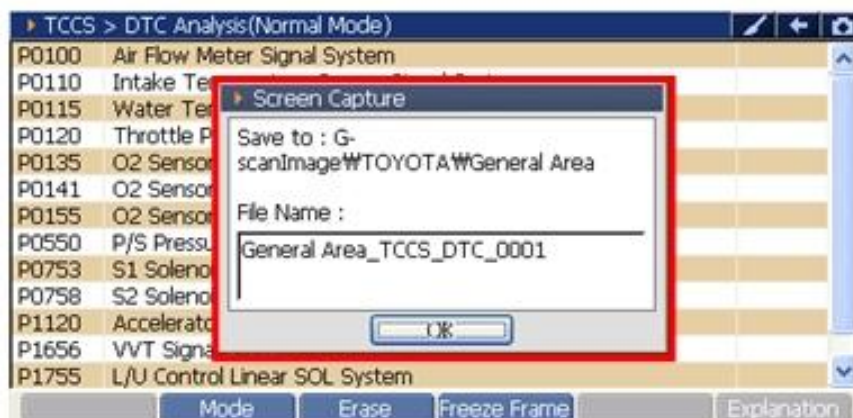 TCCS > DTC Analysis(Normal Mode)
P0100 Air Flow Meter Signal System
P0110 Intake Te
P0115 Water Te
P0120 Throttle P
P0135 O2 Sensor
P0141 O2 Sensor
P0155 O2 Sensor
P0550 P/S Pressu
P0753 S1 Soleno
P0758 S2 Soleno
P1120 Accelerato
P1656 VVT Signa
P1755 L/U Control Linear SOL System
Screen Capture
Save to : G-
scanImage₩TOYOTA₩General Area
File Name :
General Area_TCCS_DTC_0001
OK
Mode Erase Freeze Frame Explanation